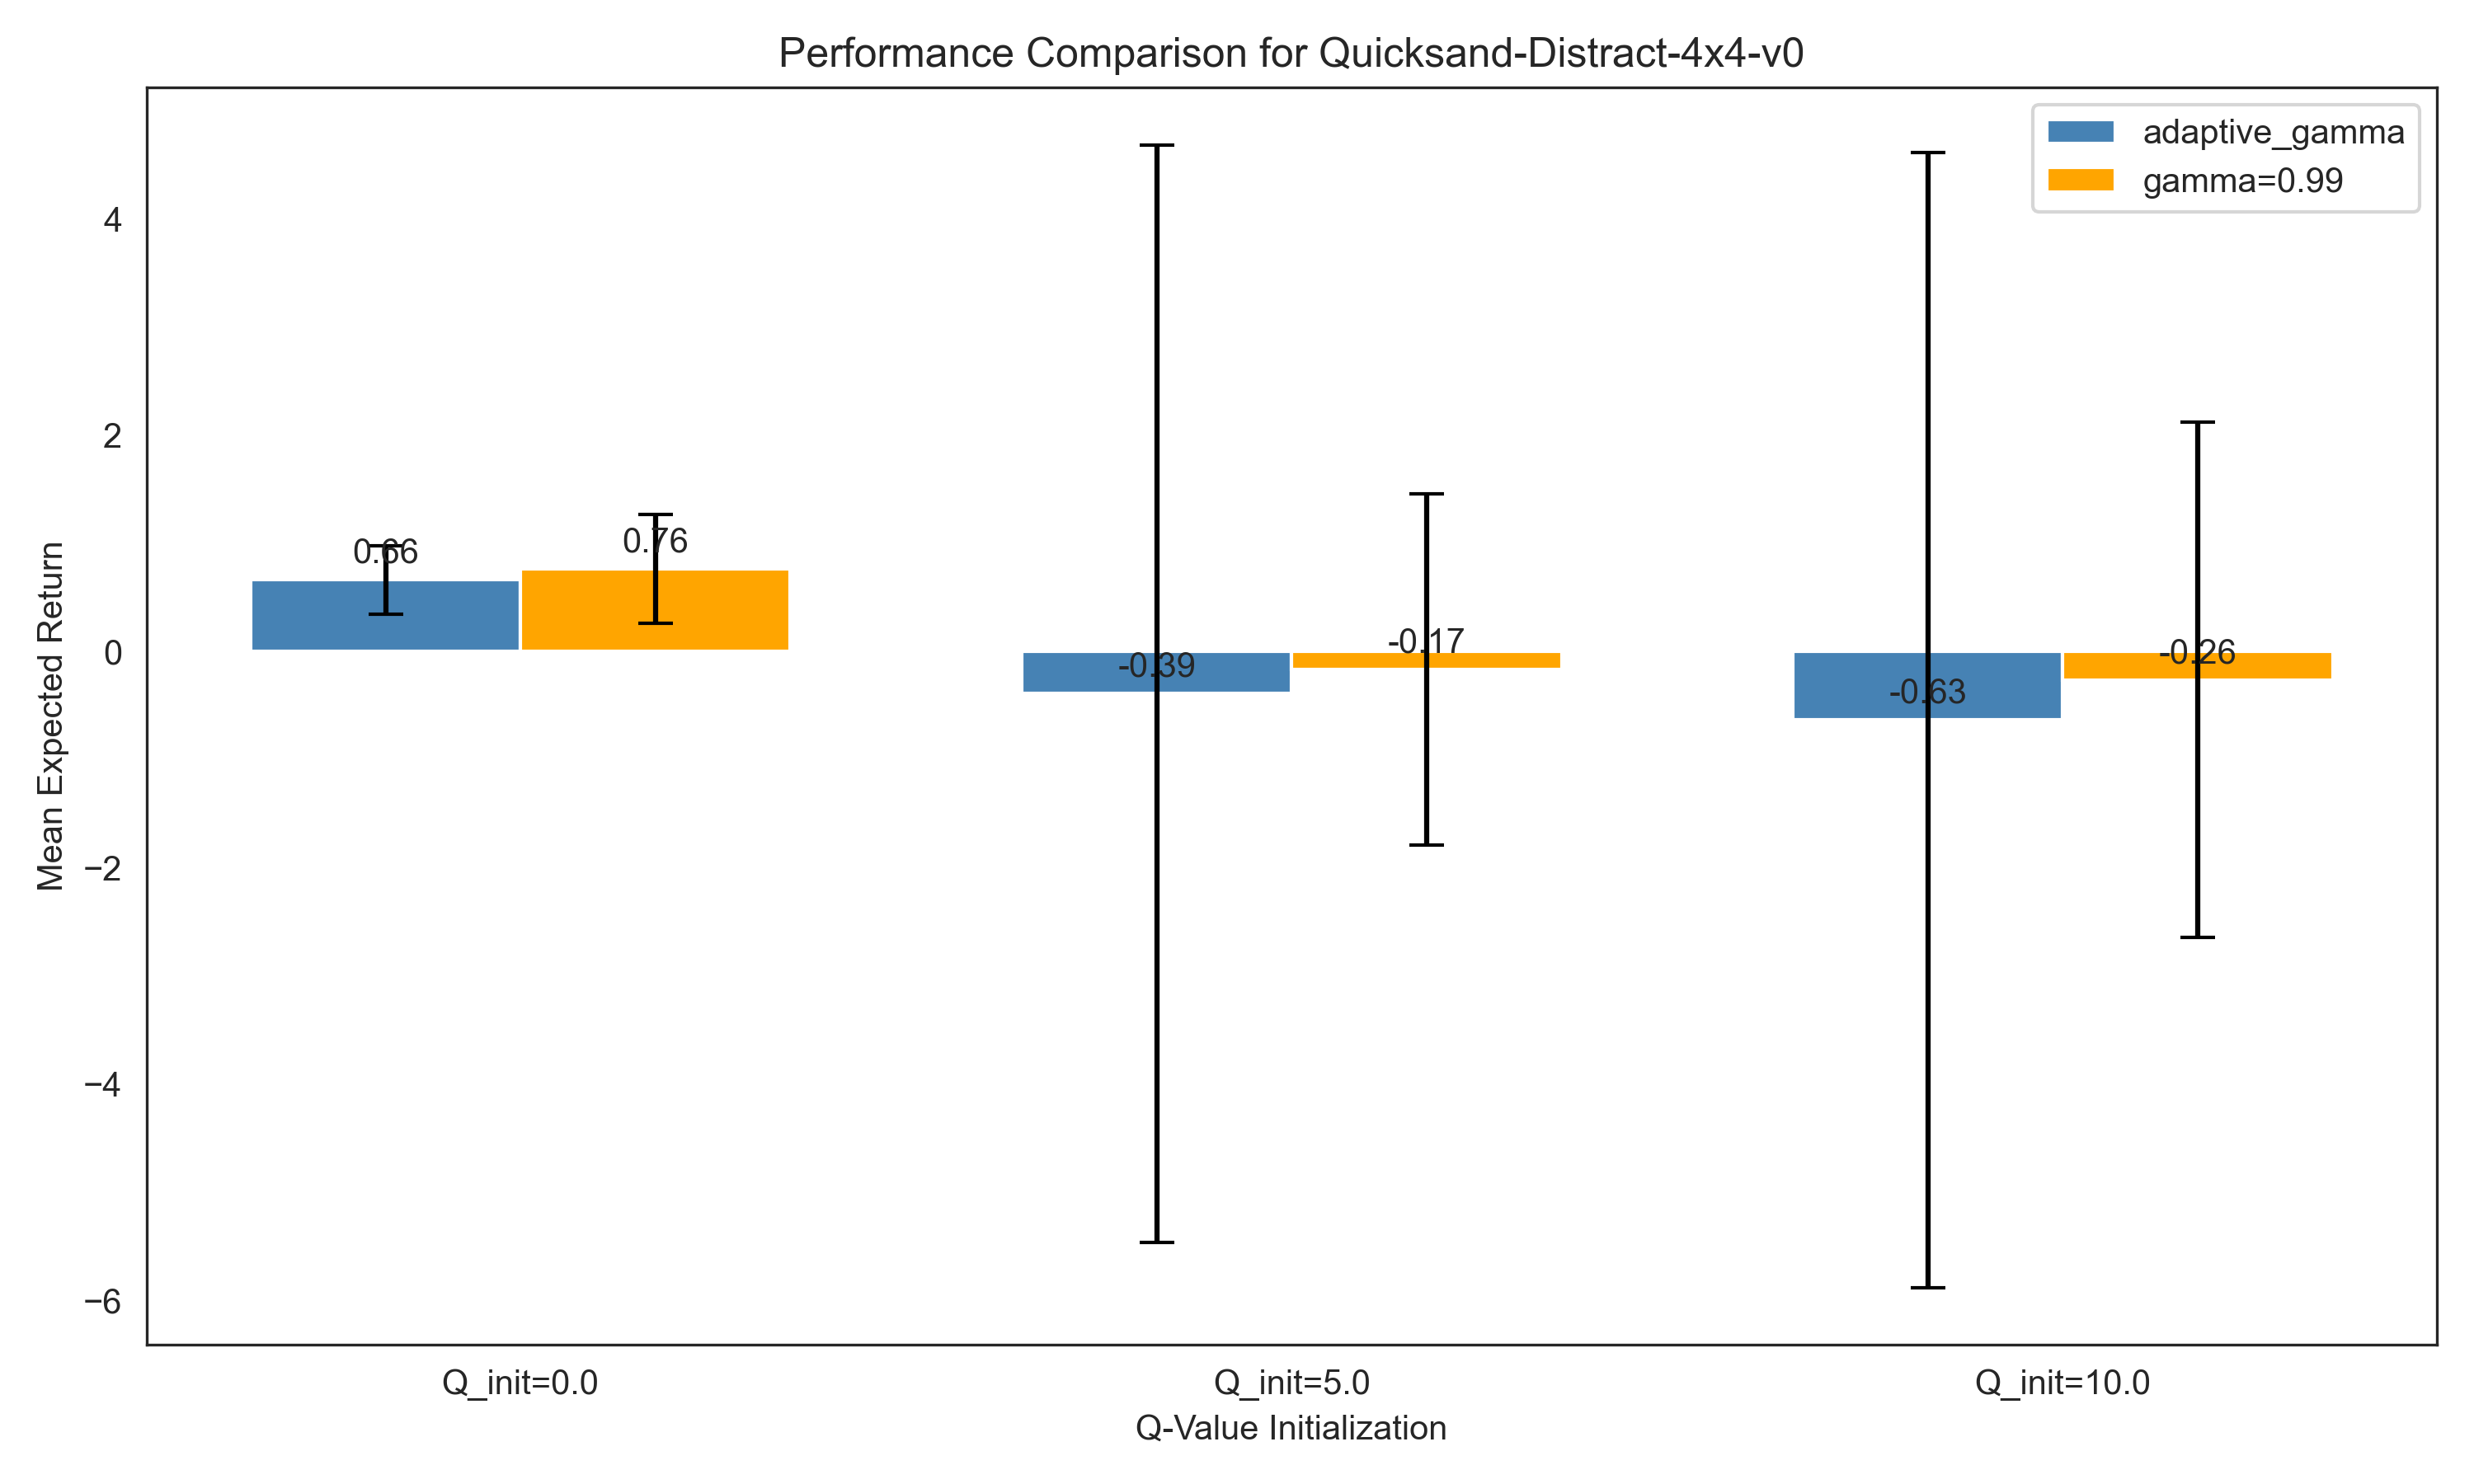 Performance Comparison for Quicksand-Distract-4x4-v0
adaptive_gamma
gamma=0.99
Mean Expected Return
4
2
0
−2
−4
−6
0.66
0.76
-0.39
-0.17
-0.63
-0.26
Q_init=0.0
Q_init=5.0
Q_init=10.0
Q-Value Initialization